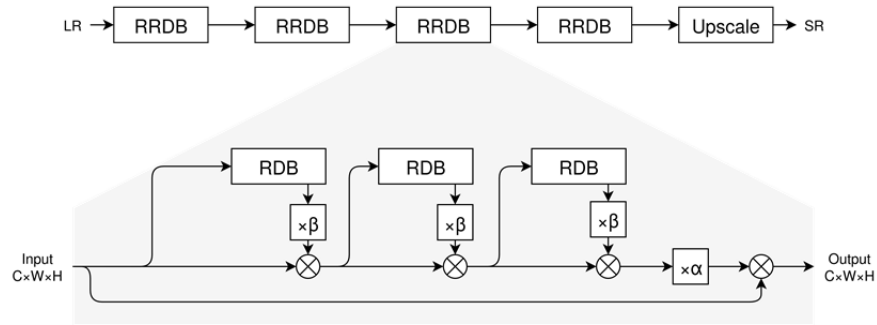 LR RRDB RRDB RRDB RRDB Upscale SR
RDB RDB RDB
×β ×β ×β
Input
C×W×H
×α
Output
C×W×H